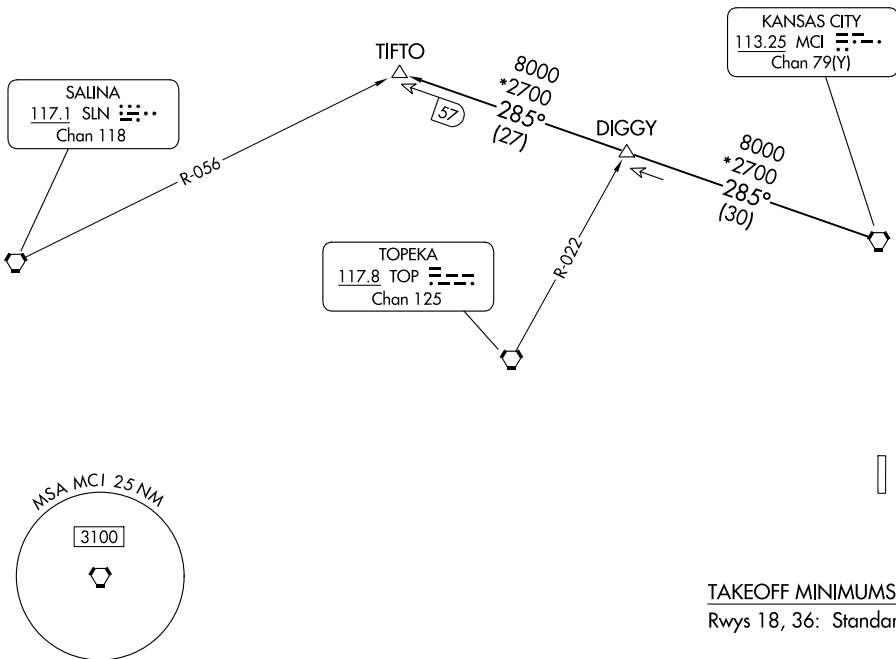 KANSAS CITY
113.25 MCI
Chan 79(Y)
TIFTO
8000
*2700
285°
(27)
57
SALINA
117.1 SLN
Chan 118
DIGGY
8000
*2700
285°
(30)
R-056
R-022
TOPEKA
117.8 TOP
Chan 125
MSA MCI 25 NM
3100
TAKEOFF MINIMUMS
Rwys 18, 36: Standar